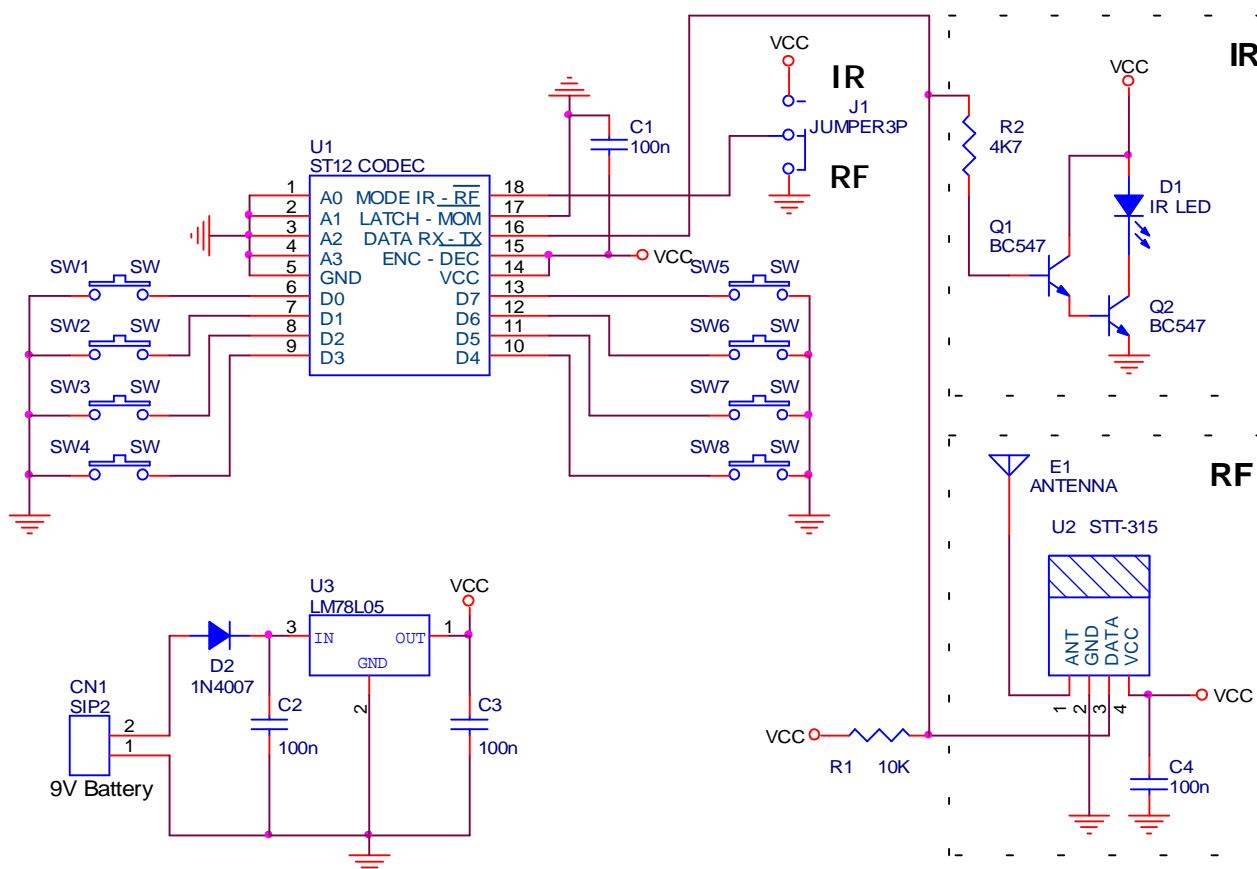 VCC
IR
J1
JUMPER3P
RF
C1
100n
U1
ST12 CODEC
1 A0 MODE IR - RF 18
2 A1 LATCH - MOM 17
3 A2 DATA RX - TX 16
4 A3 ENC - DEC 15
5 GND VCC 14
6 D0 D7 13
7 D1 D6 12
8 D2 D5 11
9 D3 D4 10
VCC
SW1 SW
SW2 SW
SW3 SW
SW4 SW
SW5 SW
SW6 SW
SW7 SW
SW8 SW
IR
VCC
R2
4K7
D1
IR LED
Q1
BC547
Q2
BC547
RF
E1
ANTENNA
U2 STT-315
ANT
GND
DATA
VCC
1
2
3
4
VCC
C4
100n
VCC
R1 10K
U3
LM78L05
VCC
3 IN OUT 1
GND
2
D2
1N4007
C2
100n
C3
100n
CN1
SIP2
2
1
9V Battery